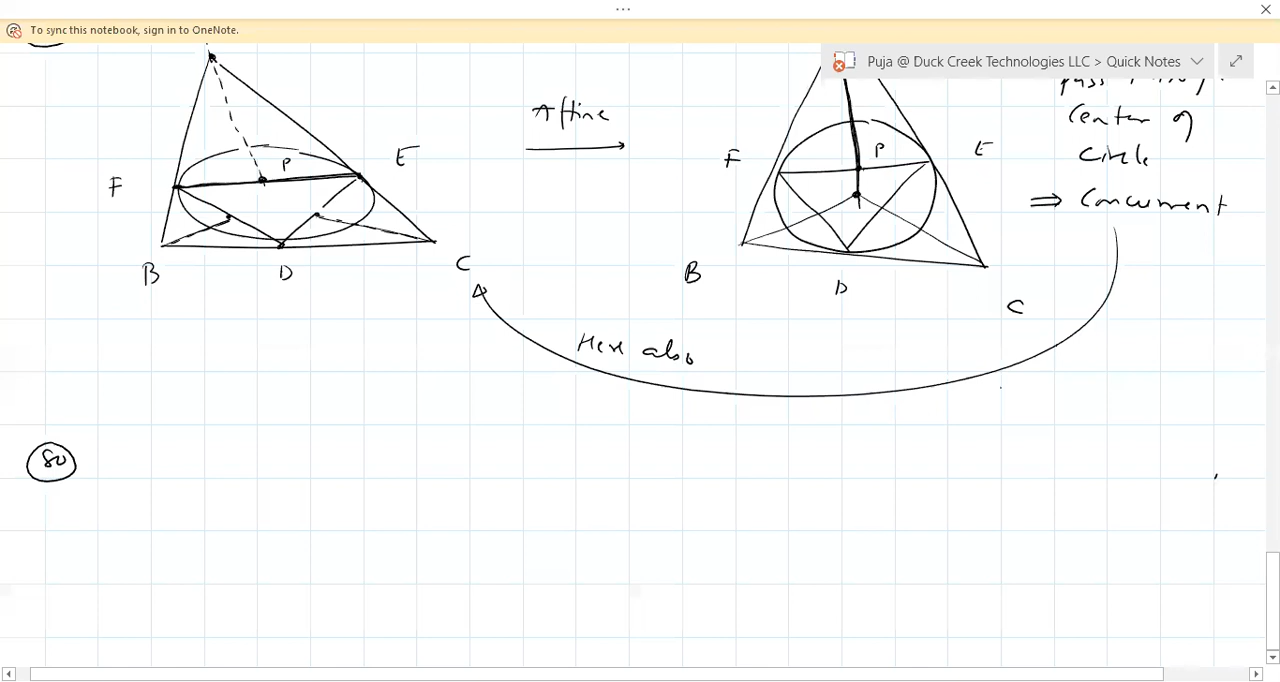 To sync this notebook, sign in to OneNote.
Puja @ Duck Creek Technologies LLC > Quick Notes
Affine
center of
circle
⇒ Concurrent
F
P
E
B
D
C
F
P
E
B
D
C
Here also
80